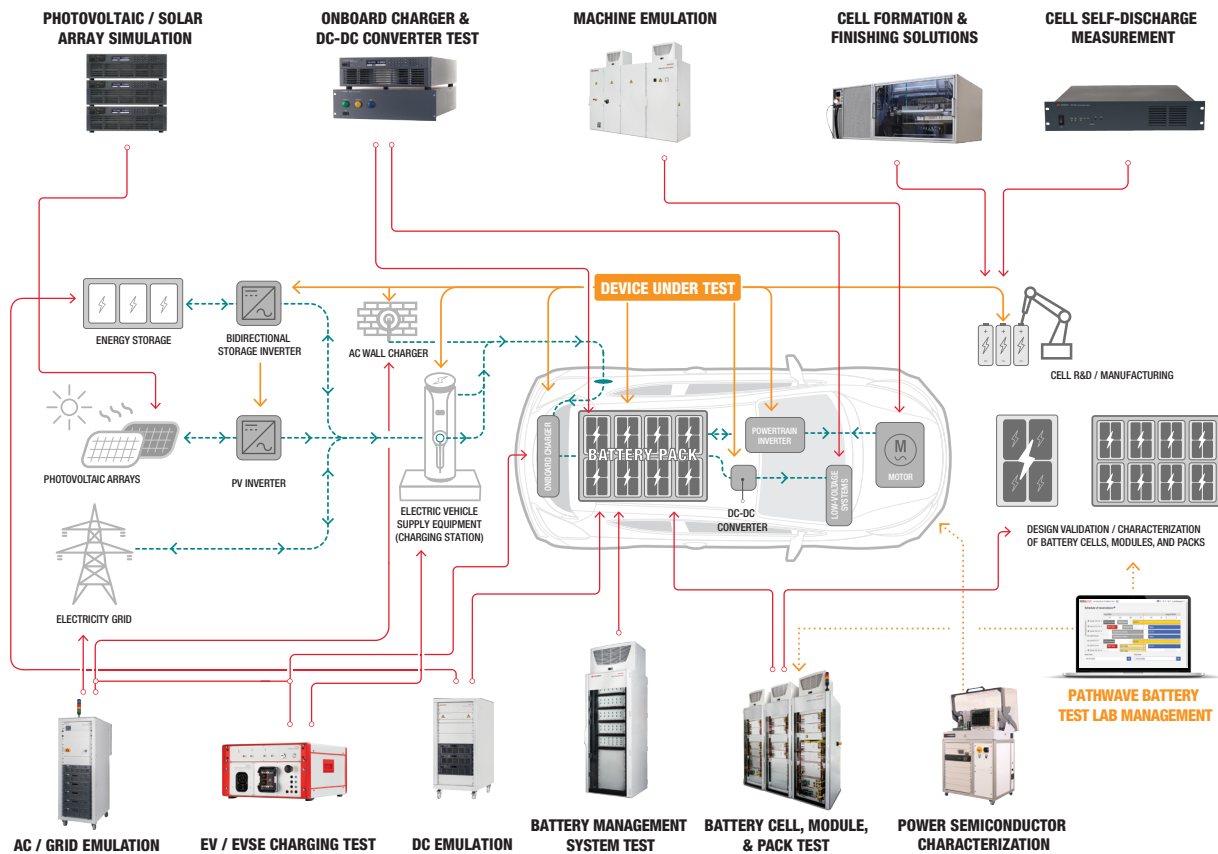 PHOTOVOLTAIC / SOLAR
ARRAY SIMULATION
ONBOARD CHARGER &
DC-DC CONVERTER TEST
MACHINE EMULATION
CELL FORMATION &
FINISHING SOLUTIONS
CELL SELF-DISCHARGE
MEASUREMENT
DEVICE UNDER TEST
ENERGY STORAGE
BIDIRECTIONAL
STORAGE INVERTER
AC WALL CHARGER
CELL R&D / MANUFACTURING
PHOTOVOLTAIC ARRAYS
PV INVERTER
ELECTRIC VEHICLE
SUPPLY EQUIPMENT
(CHARGING STATION)
ONBOARD CHARGER
BATTERY PACK
POWERTRAIN
INVERTER
DC-DC
CONVERTER
LOW-VOLTAGE
SYSTEMS
M
MOTOR
DESIGN VALIDATION / CHARACTERIZATION
OF BATTERY CELLS, MODULES, AND PACKS
ELECTRICITY GRID
PATHWAVE BATTERY
TEST LAB MANAGEMENT
AC / GRID EMULATION
EV / EVSE CHARGING TEST
DC EMULATION
BATTERY MANAGEMENT
SYSTEM TEST
BATTERY CELL, MODULE,
& PACK TEST
POWER SEMICONDUCTOR
CHARACTERIZATION